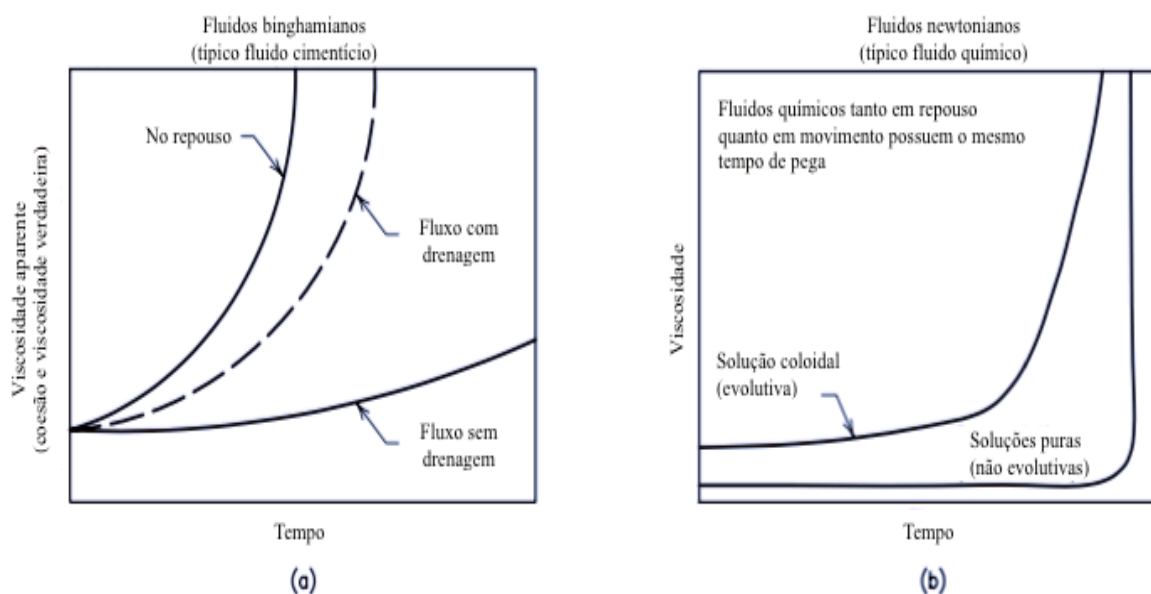 Fluidos binghamianos
(típico fluido cimentício)
No repouso
Fluxo com
drenagem
Fluxo sem
drenagem
Viscosidade aparente
(coesão e viscosidade verdadeira)
Tempo
(a)
Fluidos newtonianos
(típico fluido químico)
Fluidos químicos tanto em repouso
quanto em movimento possuem o mesmo
tempo de pega
Solução coloidal
(evolutiva)
Soluções puras
(não evolutivas)
Viscosidade
Tempo
(b)